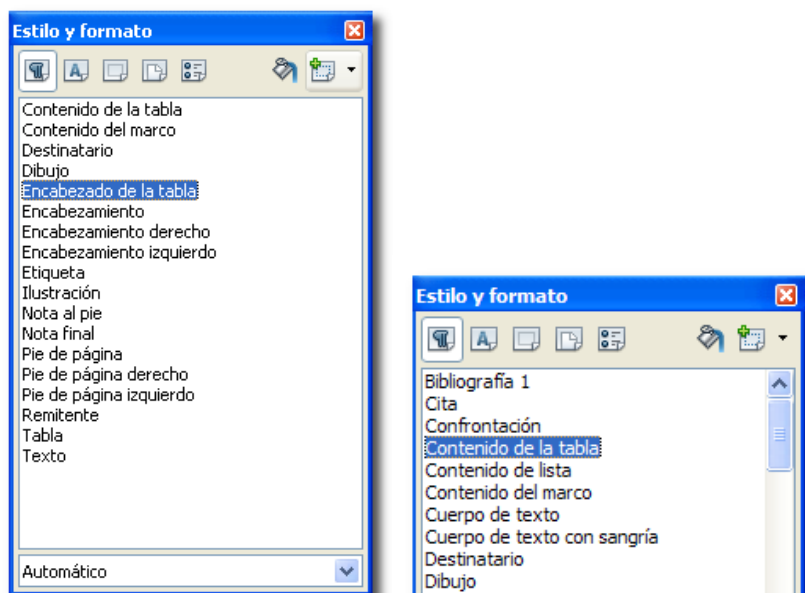 Estilo y formato
Contenido de la tabla
Contenido del marco
Destinatario
Dibujo
Encabezado de la tabla
Encabezamiento
Encabezamiento derecho
Encabezamiento izquierdo
Etiqueta
Ilustración
Nota al pie
Nota final
Pie de página
Pie de página derecho
Pie de página izquierdo
Remitente
Tabla
Texto
Automático
Estilo y formato
Bibliografía 1
Cita
Confrontación
Contenido de la tabla
Contenido de lista
Contenido del marco
Cuerpo de texto
Cuerpo de texto con sangría
Destinatario
Dibujo